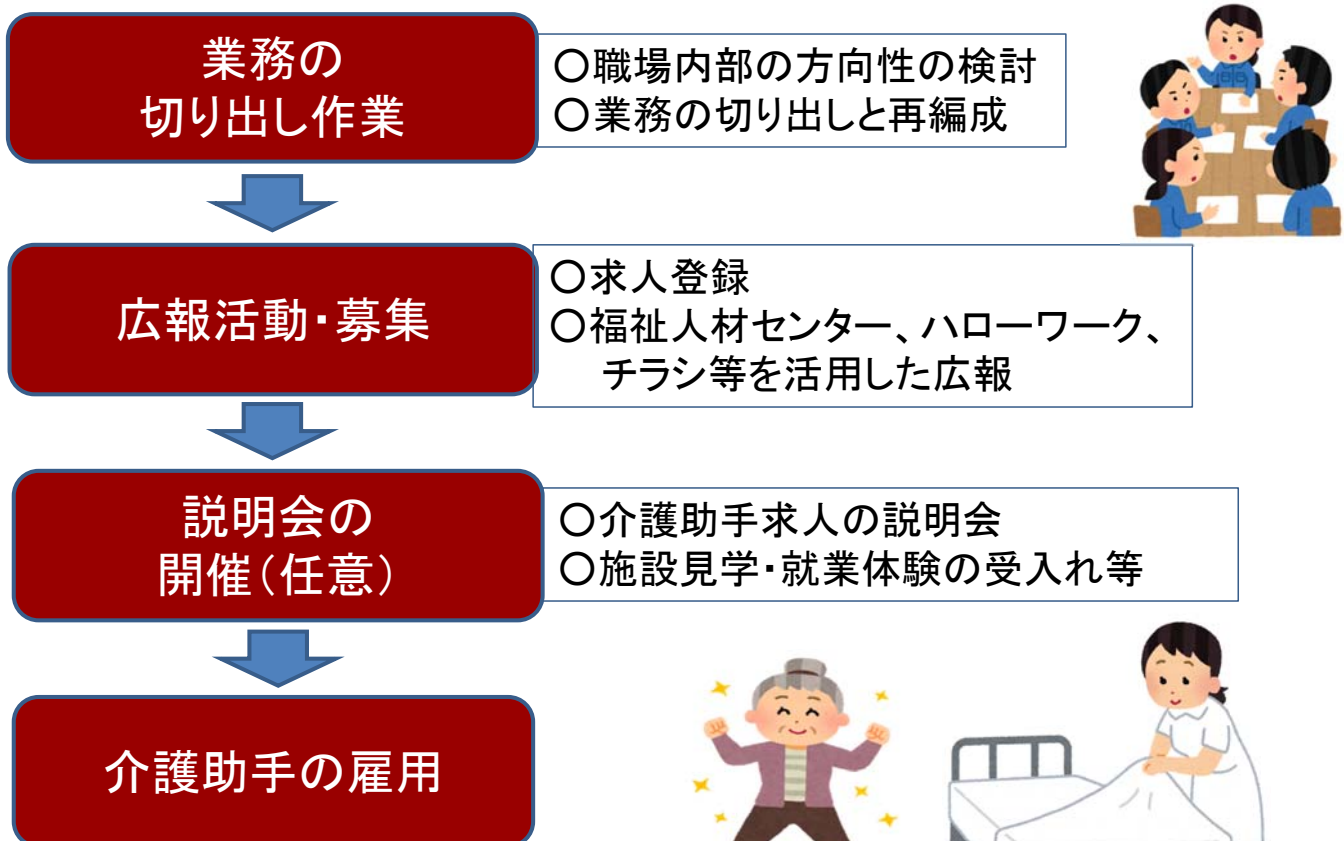 業務の
切り出し作業
○職場内部の方向性の検討
○業務の切り出しと再編成
広報活動・募集
○求人登録
○福祉人材センター、ハローワーク、
チラシ等を活用した広報
説明会の
開催(任意)
○介護助手求人の説明会
○施設見学・就業体験の受入れ等
介護助手の雇用